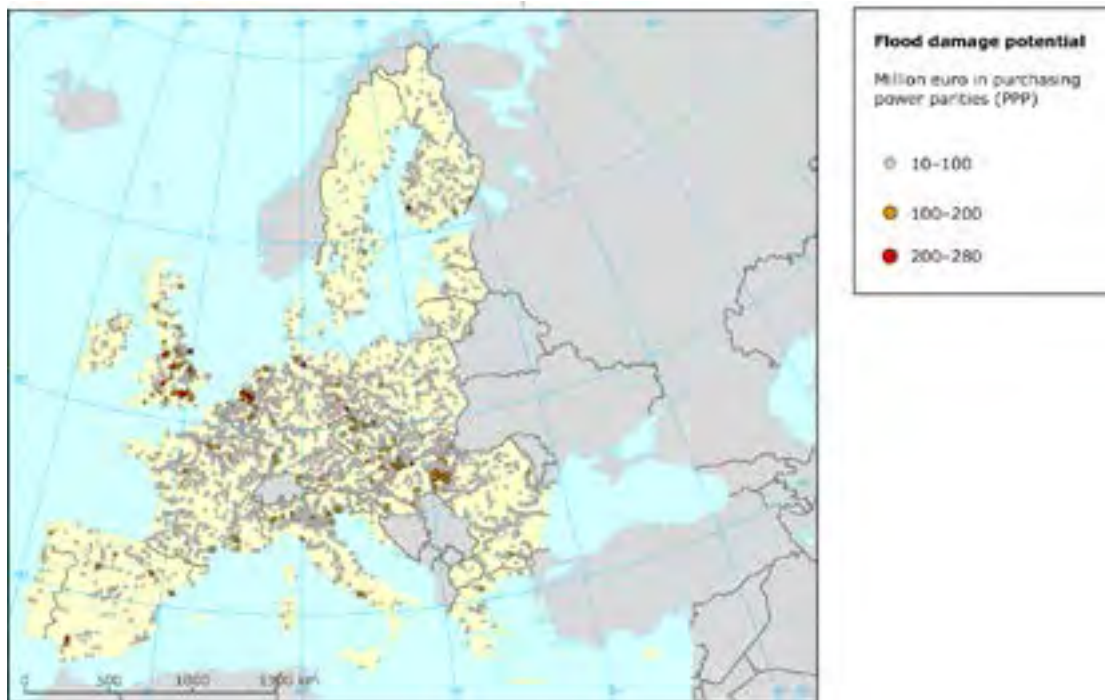 Flood damage potential
Million euro in purchasing
power parities (PPP)
10–100
100–200
200–280
0 500 1000 1500 km